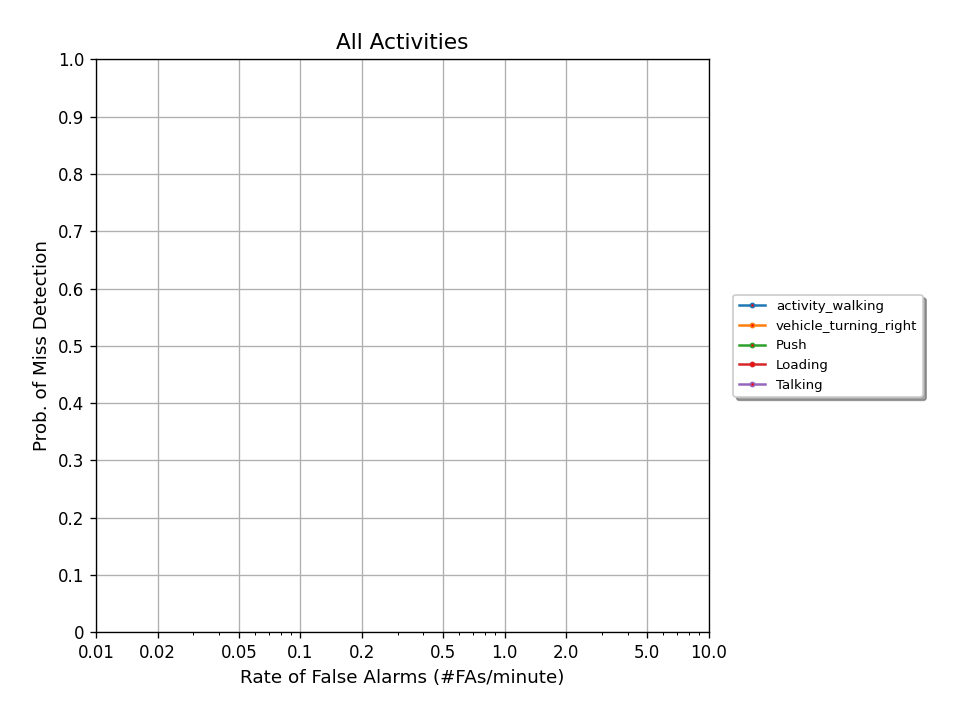 All Activities
1.0
0.9
0.8
0.7
0.6
0.5
0.4
0.3
0.2
0.1
0
Prob. of Miss Detection
0.01 0.02 0.05 0.1 0.2 0.5 1.0 2.0 5.0 10.0
Rate of False Alarms (#FAs/minute)
activity_walking
vehicle_turning_right
Push
Loading
Talking